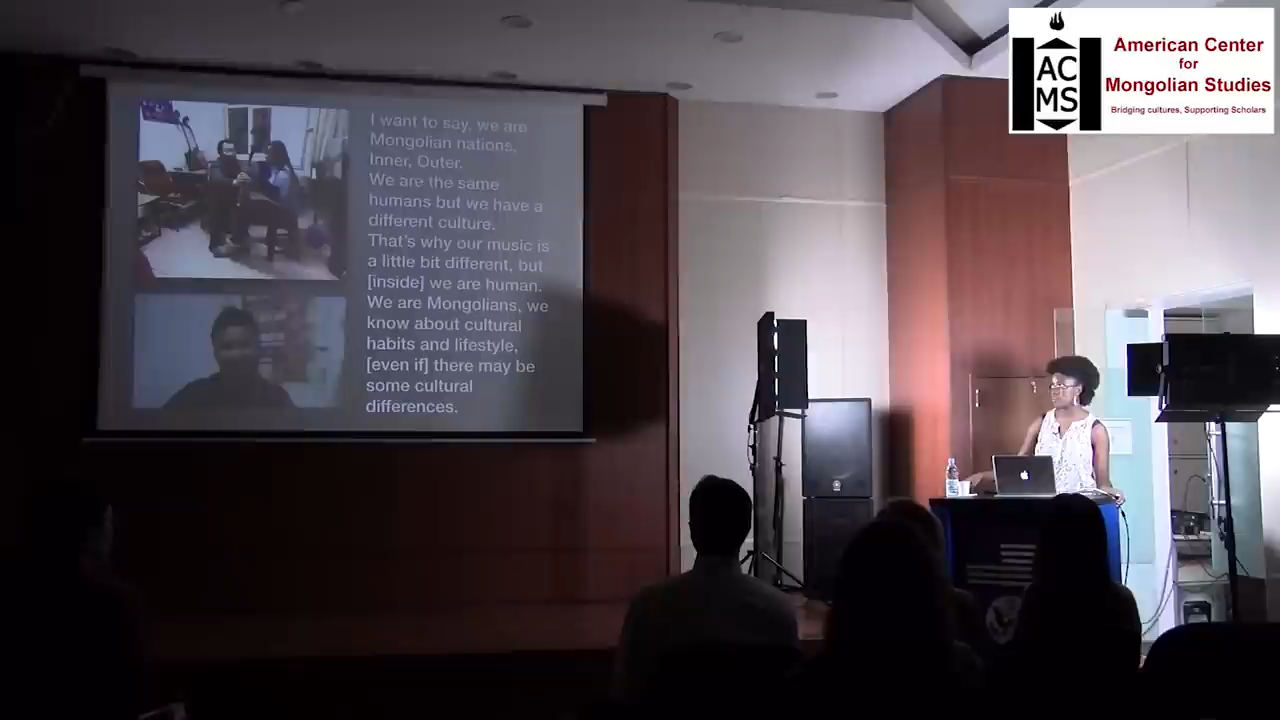 I want to say, we are
Mongolian nations,
Inner, Outer.
We are the same
humans but we have a
different culture.
That's why our music is
a little bit different, but
[inside] we are human.
We are Mongolians, we
know about cultural
habits and lifestyle,
[even if] there may be
some cultural
differences.
AC
MS
American Center
for
Mongolian Studies
Bridging cultures, Supporting Scholars